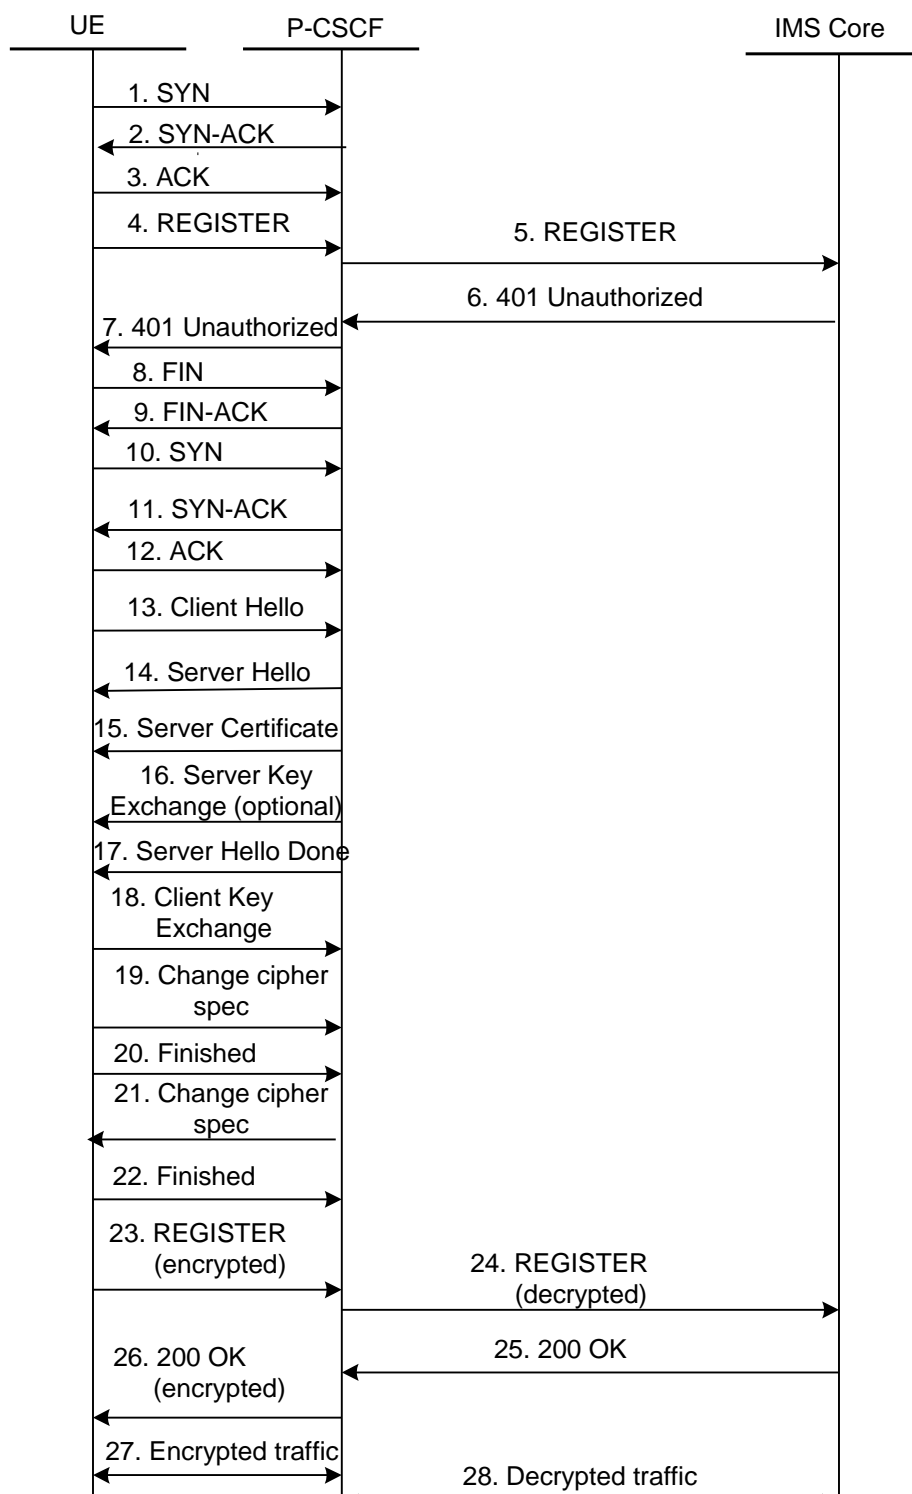 UE
P-CSCF
IMS Core
1. SYN
2. SYN-ACK
3. ACK
4. REGISTER
5. REGISTER
6. 401 Unauthorized
7. 401 Unauthorized
8. FIN
9. FIN-ACK
10. SYN
11. SYN-ACK
12. ACK
13. Client Hello
14. Server Hello
15. Server Certificate
16. Server Key
Exchange (optional)
17. Server Hello Done
18. Client Key
Exchange
19. Change cipher
spec
20. Finished
21. Change cipher
spec
22. Finished
23. REGISTER
(encrypted)
24. REGISTER
(decrypted)
25. 200 OK
26. 200 OK
(encrypted)
27. Encrypted traffic
28. Decrypted traffic